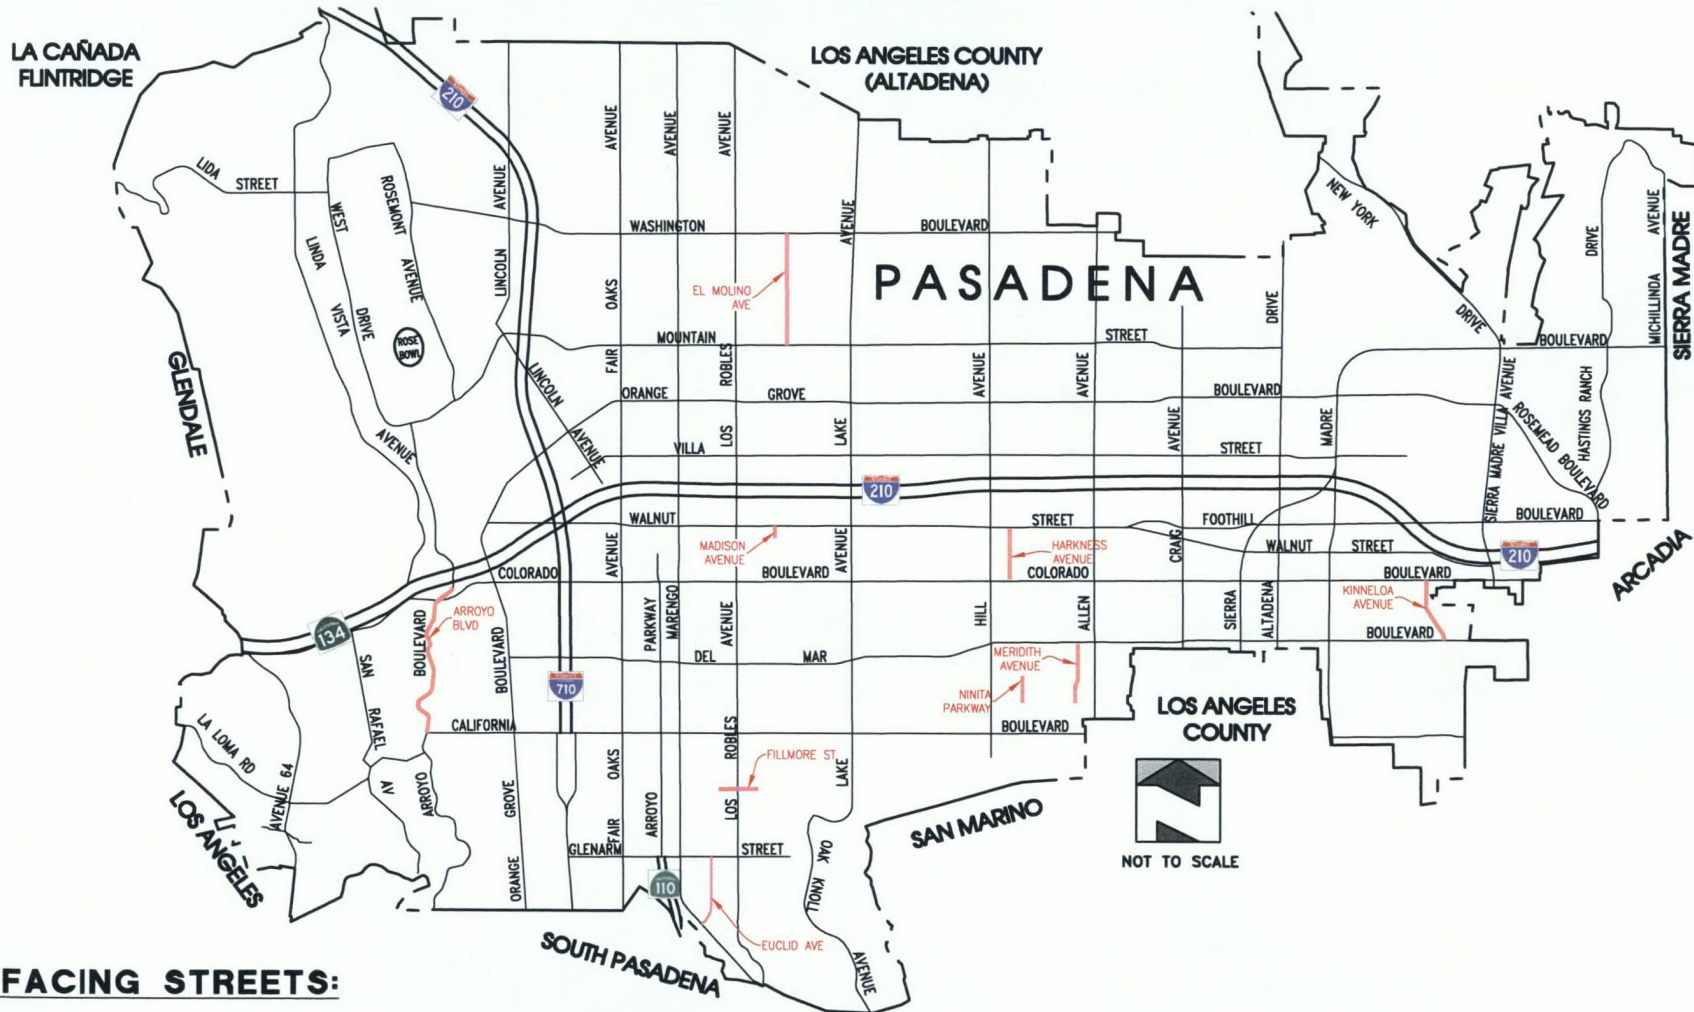 LA CAÑADA
FLINTRIDGE
LOS ANGELES COUNTY
(ALTADENA)
210
AVENUE
AVENUE
AVENUE
LIDA
STREET
ROSEMONT AVENUE
AVENUE
NEW YORK
WEST
WASHINGTON
AVENUE
BOULEVARD
DRIVE
MICHILLINDA AVENUE
SIERRA MADRE
LINDA
VISTA
LINCOLN
OAKS
EL MOLINO
AVE
PASADENA
DRIVE
DRIVE
DRIVE
ROSE
BOWL
MOUNTAIN
STREET
BOULEVARD
GLENDALE
FAIR
ROBLES
AVENUE
AVENUE
LINCOLN
AVENUE
ORANGE
GROVE
BOULEVARD
SIERRA MADRE VILLA AVENUE
ROSEMEAD BOULEVARD
HASTINGS RANCH
AVENUE
LOS
LAKE
AVENUE
MADRE
VILLA
STREET
210
WALNUT
STREET
FOOTHILL
BOULEVARD
MADISON
AVENUE
AVENUE
AVENUE
HARKNESS
AVENUE
CRAIG
WALNUT
STREET
210
ARCADIA
COLORADO
BOULEVARD
COLORADO
BOULEVARD
KINNELOA
AVENUE
ARROYO
BLVD
134
BOULEVARD
BOULEVARD
PARKWAY
MARENGO
AVENUE
HILL
ALLEN
SIERRA
ALTADENA
BOULEVARD
DEL
MAR
MERIDITH
AVENUE
SAN
RAFAEL
AV
710
NINITA
PARKWAY
LOS ANGELES
COUNTY
LA LOMA RD
CALIFORNIA
ROBLES
BOULEVARD
FILLMORE ST
AVENUE 64
ARROYO
GROVE
OAKS
ARROYO
LOS
LAKE
LOS ANGELES
SAN MARINO
NOT TO SCALE
FAIR
GLENARM
STREET
OAK KNOLL
ORANGE
110
EUCLID AVE
AVENUE
SOUTH PASADENA
FACING STREETS: